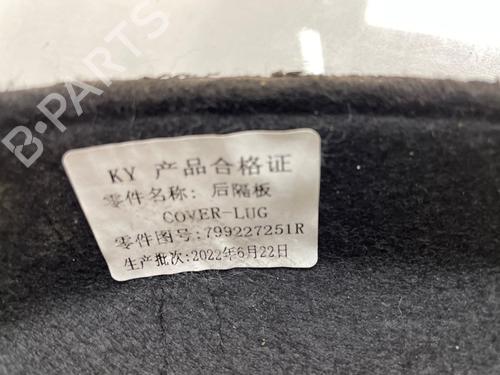 B-PARTS
KY 产品合格证
零件名称: 后隔板
COVER-LUG
零件图号:799227251R
生产批次:2022年6月22日